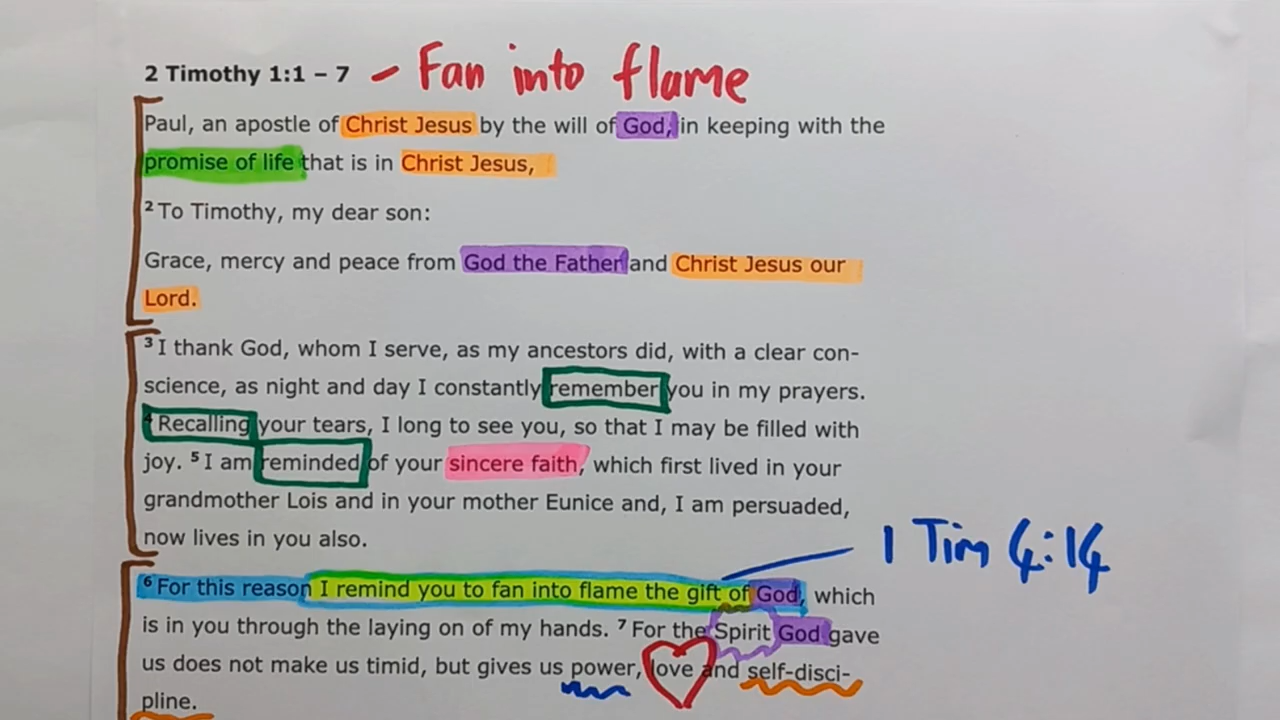 2 Timothy 1:1 – 7 – Fan into flame
Paul, an apostle of Christ Jesus by the will of God, in keeping with the
promise of life that is in Christ Jesus,
2 To Timothy, my dear son:
Grace, mercy and peace from God the Father and Christ Jesus our
Lord.
3 I thank God, whom I serve, as my ancestors did, with a clear con-
science, as night and day I constantly remember you in my prayers.
4 Recalling your tears, I long to see you, so that I may be filled with
joy. 5 I am reminded of your sincere faith, which first lived in your
grandmother Lois and in your mother Eunice and, I am persuaded,
now lives in you also.
1 Tim 4:14
6 For this reason I remind you to fan into flame the gift of God, which
is in you through the laying on of my hands. 7 For the Spirit God gave
us does not make us timid, but gives us power, love and self-disci-
pline.